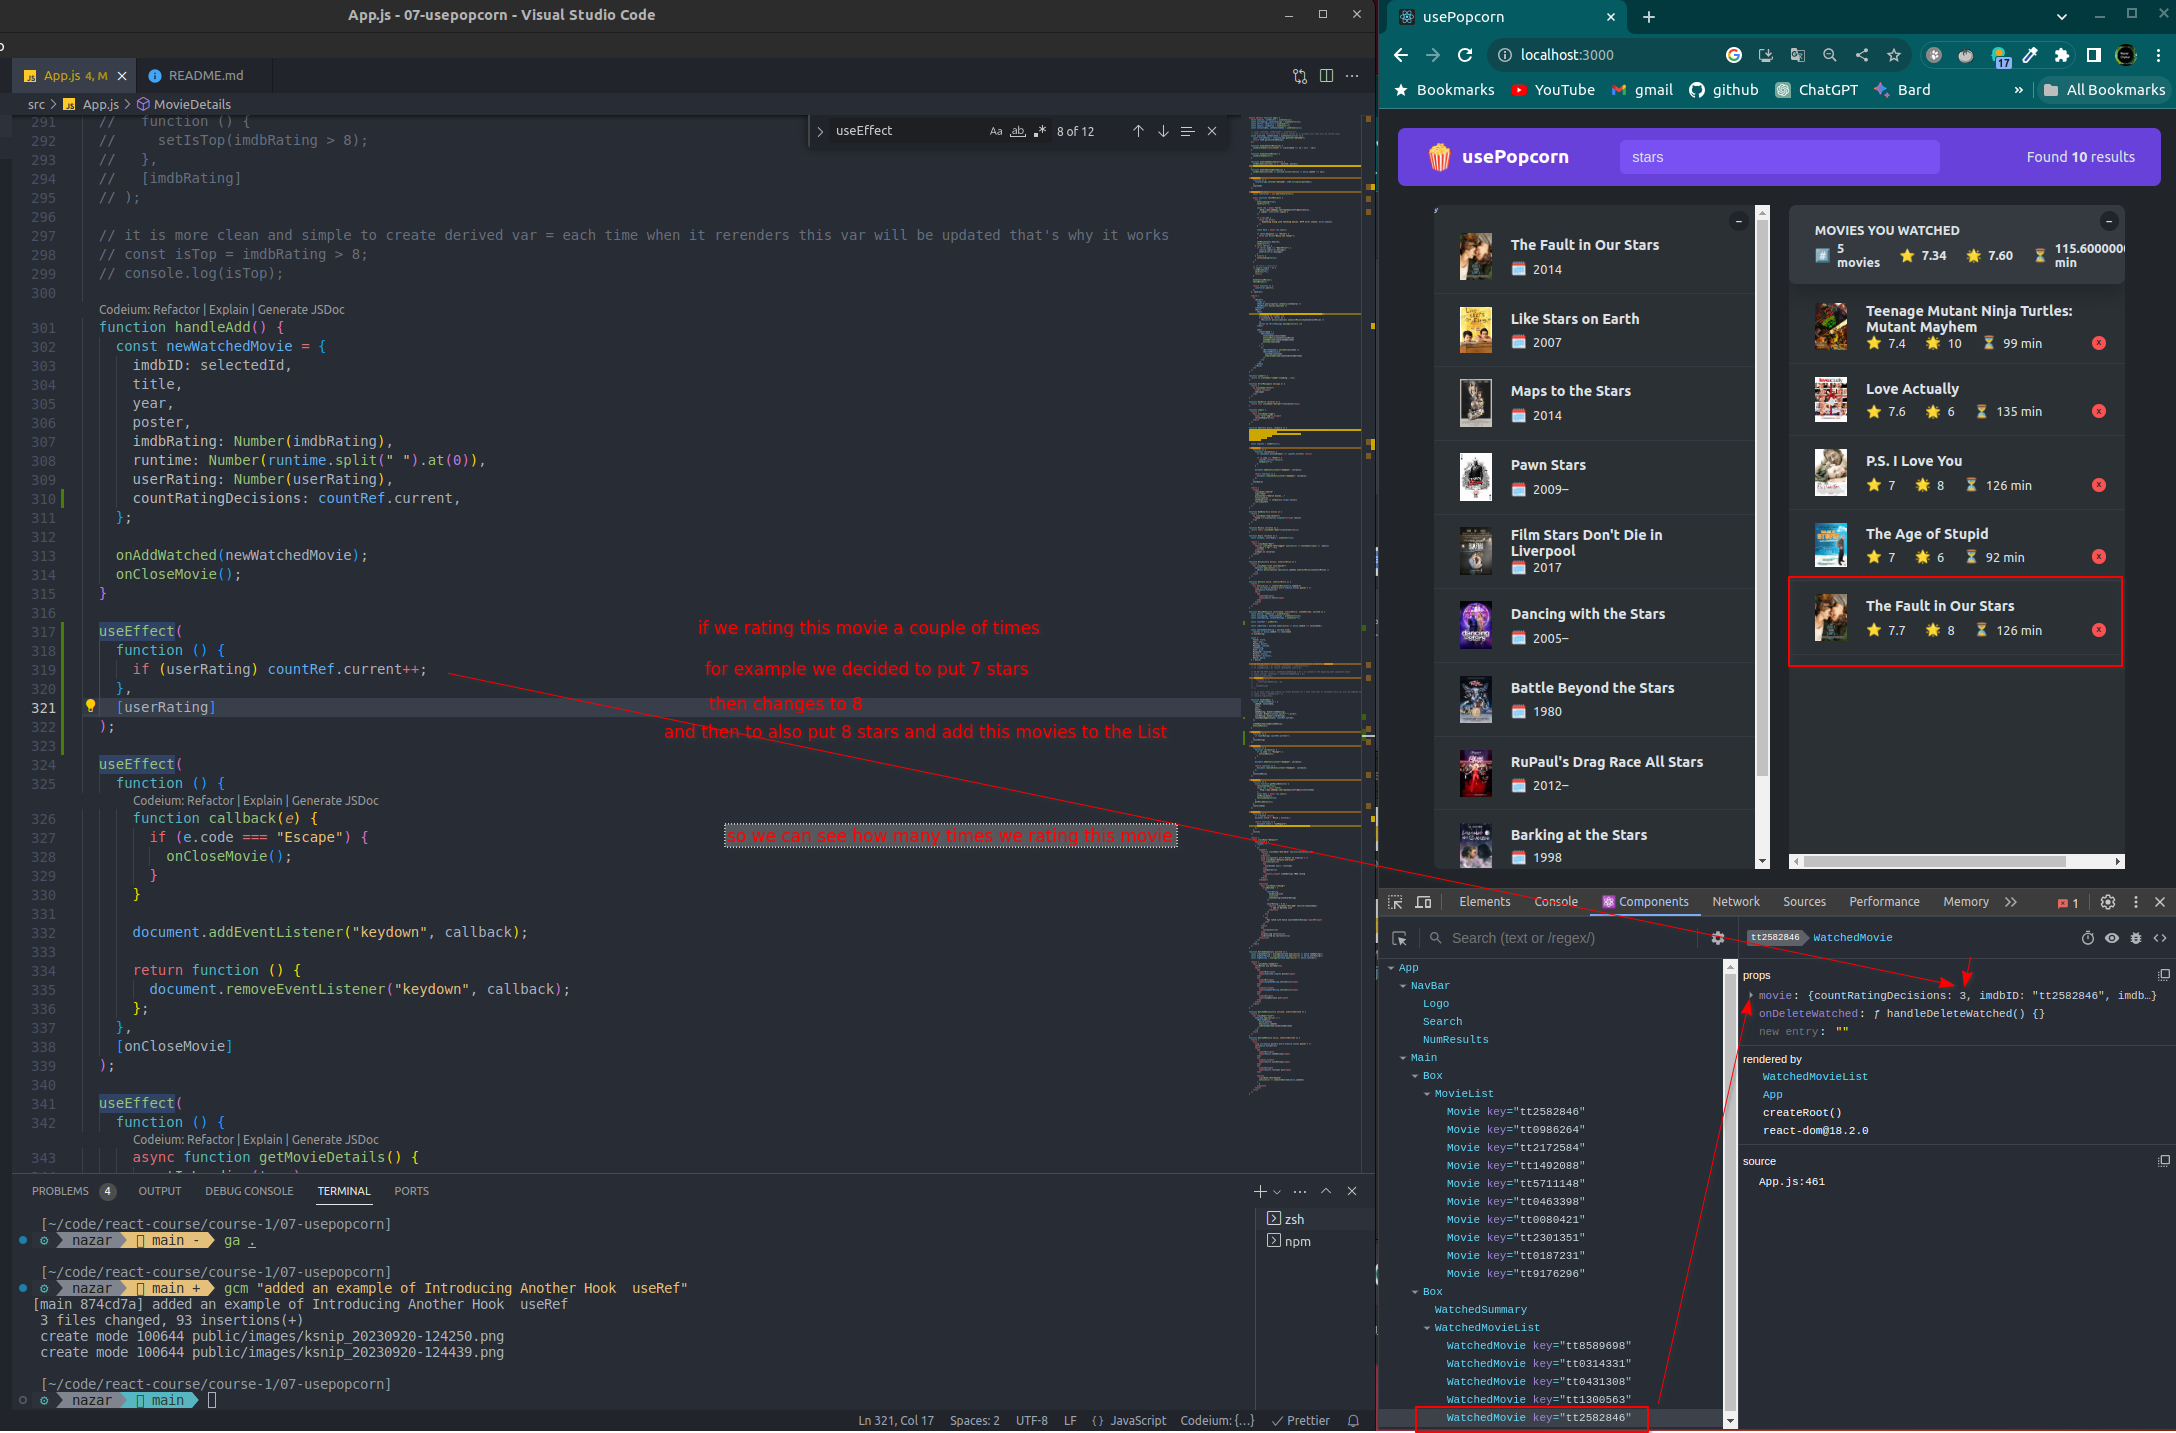 App.js - 07-usepopcorn - Visual Studio Code
App.js 4, M
README.md
src > App.js > MovieDetails
useEffect
Aa ab .* 8 of 12
291 // function () {
292 // setIsTop(imdbRating > 8);
293 // },
294 // [imdbRating]
295 // );
296
297 // it is more clean and simple to create derived var = each time when it rerenders this var will be updated that's why it works
298 // const isTop = imdbRating > 8;
299 // console.log(isTop);
300
Codeium: Refactor | Explain | Generate JSDoc
301 function handleAdd() {
302 const newWatchedMovie = {
303 imdbID: selectedId,
304 title,
305 year,
306 poster,
307 imdbRating: Number(imdbRating),
308 runtime: Number(runtime.split(" ").at(0)),
309 userRating: Number(userRating),
310 countRatingDecisions: countRef.current,
311 };
312
313 onAddWatched(newWatchedMovie);
314 onCloseMovie();
315 }
316
317 useEffect(
318 function () {
319 if (userRating) countRef.current++;
320 },
321 [userRating]
322 );
323
324 useEffect(
325 function () {
Codeium: Refactor | Explain | Generate JSDoc
326 function callback(e) {
327 if (e.code === "Escape") {
328 onCloseMovie();
329 }
330 }
331
332 document.addEventListener("keydown", callback);
333
334 return function () {
335 document.removeEventListener("keydown", callback);
336 };
337 },
338 [onCloseMovie]
339 );
340
341 useEffect(
342 function () {
Codeium: Refactor | Explain | Generate JSDoc
343 async function getMovieDetails() {
if we rating this movie a couple of times
for example we decided to put 7 stars
then changes to 8
and then to also put 8 stars and add this movies to the List
so we can see how many times we rating this movie
PROBLEMS 4 OUTPUT DEBUG CONSOLE TERMINAL PORTS
[~/code/react-course/course-1/07-usepopcorn]
nazar main - ga .
[~/code/react-course/course-1/07-usepopcorn]
nazar main + gcm "added an example of Introducing Another Hook  useRef"
[main 874cd7a] added an example of Introducing Another Hook  useRef
3 files changed, 93 insertions(+)
create mode 100644 public/images/ksnip_20230920-124250.png
create mode 100644 public/images/ksnip_20230920-124439.png
[~/code/react-course/course-1/07-usepopcorn]
nazar main
zsh
npm
Ln 321, Col 17 Spaces: 2 UTF-8 LF {} JavaScript Codeium: {...} Prettier
usePopcorn
localhost:3000
17
Bookmarks YouTube gmail github ChatGPT Bard » All Bookmarks
usePopcorn
stars
Found 10 results
The Fault in Our Stars
2014
Like Stars on Earth
2007
Maps to the Stars
2014
Pawn Stars
2009–
Film Stars Don't Die in
Liverpool
2017
Dancing with the Stars
2005–
Battle Beyond the Stars
1980
RuPaul's Drag Race All Stars
2012–
Barking at the Stars
1998
MOVIES YOU WATCHED
5 movies 7.34 7.60 115.6000000 min
Teenage Mutant Ninja Turtles:
Mutant Mayhem
7.4 10 99 min
Love Actually
7.6 6 135 min
P.S. I Love You
7 8 126 min
The Age of Stupid
7 6 92 min
The Fault in Our Stars
7.7 8 126 min
Elements Console Components Network Sources Performance Memory » 1
Search (text or /regex/)
App
NavBar
Logo
Search
NumResults
Main
Box
MovieList
Movie key="tt2582846"
Movie key="tt0986264"
Movie key="tt2172584"
Movie key="tt1492088"
Movie key="tt5711148"
Movie key="tt0463398"
Movie key="tt0080421"
Movie key="tt2301351"
Movie key="tt0187231"
Movie key="tt9176296"
Box
WatchedSummary
WatchedMovieList
WatchedMovie key="tt8589698"
WatchedMovie key="tt0314331"
WatchedMovie key="tt0431308"
WatchedMovie key="tt1300563"
WatchedMovie key="tt2582846"
tt2582846 WatchedMovie
props
movie: {countRatingDecisions: 3, imdbID: "tt2582846", imdb…}
onDeleteWatched: ƒ handleDeleteWatched() {}
new entry: ""
rendered by
WatchedMovieList
App
createRoot()
react-dom@18.2.0
source
App.js:461